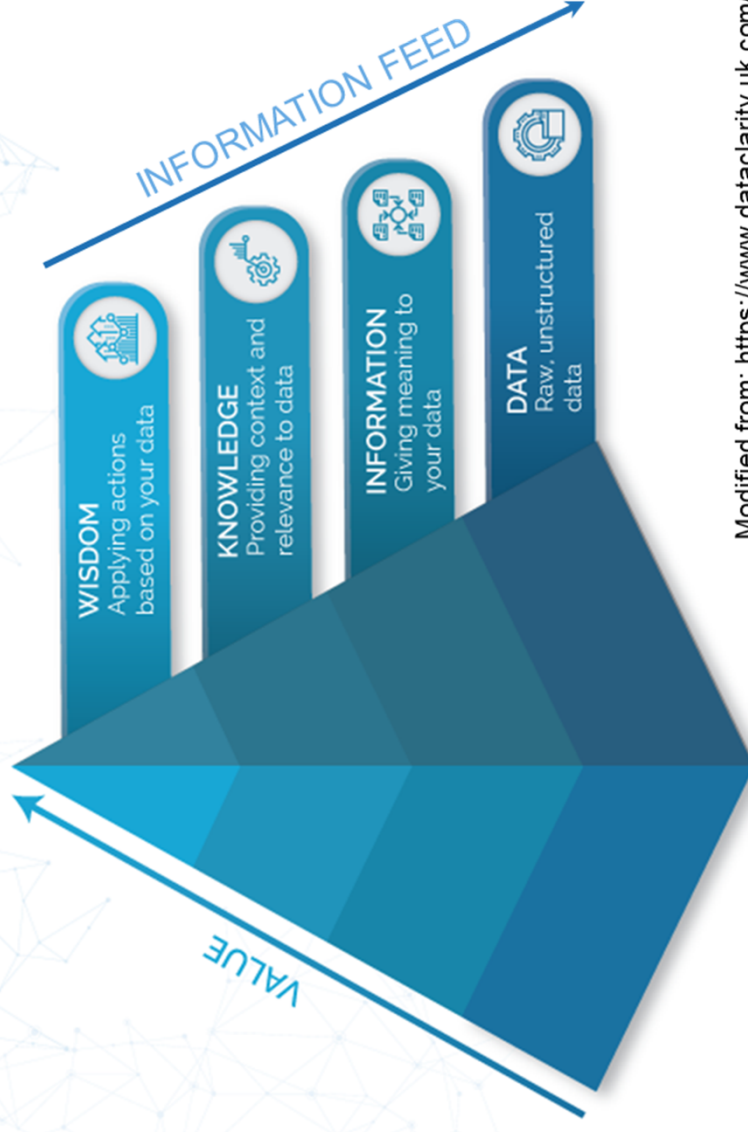 INFORMATION FEED
WISDOM
Applying actions
based on your data
KNOWLEDGE
Providing context and
relevance to data
INFORMATION
Giving meaning to
your data
DATA
Raw, unstructured
data
VALUE
Modified from: https://www.dataclarity.uk.com/